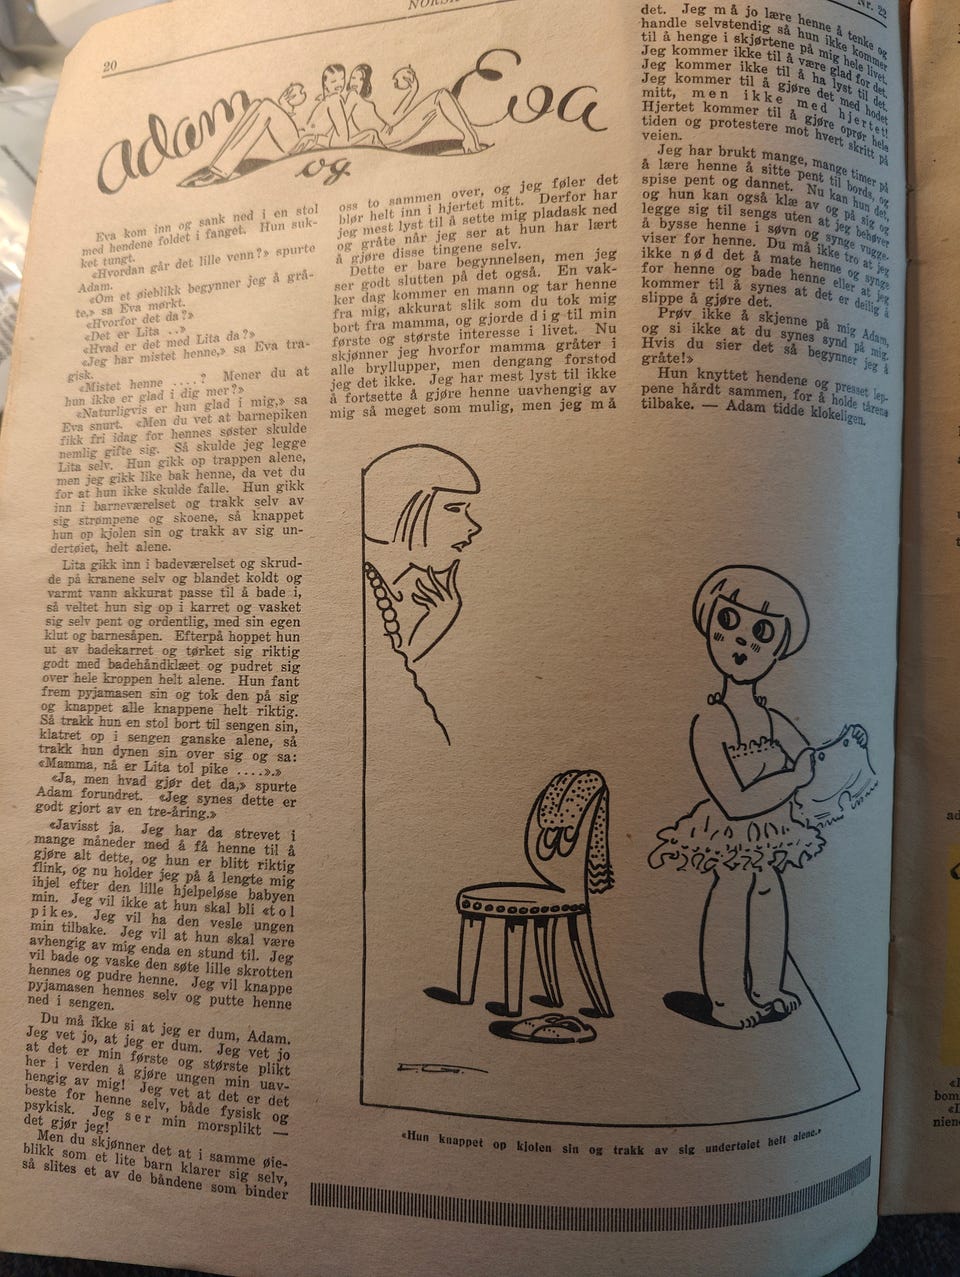 20
NORSK
Nr. 22
Adam og Eva
Eva kom inn og sank ned i en stol
med hendene foldet i fanget. Hun suk-
ket tungt.
«Hvordan går det lille venn?» spurte
Adam.
«Om et øieblikk begynner jeg å grå-
te,» sa Eva mørkt.
«Hvorfor det da?»
«Det er Lita ..»
«Hvad er det med Lita da?»
«Jeg har mistet henne,» sa Eva tra-
gisk.
«Mistet henne ....? Mener du at
hun ikke er glad i dig mer?»
«Naturligvis er hun glad i mig,» sa
Eva snurt. «Men du vet at barnepiken
fikk fri idag for hennes søster skulde
nemlig gifte sig. Så skulde jeg legge
Lita selv. Hun gikk op trappen alene,
men jeg gikk like bak henne, da vet du
for at hun ikke skulde falle. Hun gikk
inn i barneværelset og trakk selv av
sig strømpene og skoene, så knappet
hun op kjolen sin og trakk av sig un-
dertøiet, helt alene.
Lita gikk inn i badeværelset og skrud-
de på kranene selv og blandet koldt og
varmt vann akkurat passe til å bade i,
så veltet hun sig op i karret og vasket
sig selv pent og ordentlig, med sin egen
klut og barnesåpen. Efterpå hoppet hun
ut av badekarret og tørket sig riktig
godt med badehåndklæet og pudret sig
over hele kroppen helt alene. Hun fant
frem pyjamasen sin og tok den på sig
og knappet alle knappene helt riktig.
Så trakk hun en stol bort til sengen sin,
klatret op i sengen ganske alene, så
trakk hun dynen sin over sig og sa:
«Mamma, nå er Lita tol pike ....».»
«Ja, men hvad gjør det da,» spurte
Adam forundret. «Jeg synes dette er
godt gjort av en tre-åring.»
«Javisst ja. Jeg har da strevet i
mange måneder med å få henne til å
gjøre alt dette, og hun er blitt riktig
flink, og nu holder jeg på å lengte mig
ihjel efter den lille hjelpeløse babyen
min. Jeg vil ikke at hun skal bli «tol
pike». Jeg vil ha den vesle ungen
min tilbake. Jeg vil at hun skal være
avhengig av mig enda en stund til. Jeg
vil bade og vaske den søte lille skrotten
hennes og pudre henne. Jeg vil knappe
pyjamasen hennes selv og putte henne
ned i sengen.
Du må ikke si at jeg er dum, Adam.
Jeg vet jo, at jeg er dum. Jeg vet jo
at det er min første og største plikt
her i verden å gjøre ungen min uav-
hengig av mig! Jeg vet at det er det
beste for henne selv, både fysisk og
psykisk. Jeg ser min morsplikt —
det gjør jeg!
Men du skjønner det at i samme øie-
blikk som et lite barn klarer sig selv,
så slites et av de båndene som binder
oss to sammen over, og jeg føler det
blør helt inn i hjertet mitt. Derfor har
jeg mest lyst til å sette mig pladask ned
og gråte når jeg ser at hun har lært
å gjøre disse tingene selv.
Dette er bare begynnelsen, men jeg
ser godt slutten på det også. En vak-
ker dag kommer en mann og tar henne
fra mig, akkurat slik som du tok mig
bort fra mamma, og gjorde dig til min
første og største interesse i livet. Nu
skjønner jeg hvorfor mamma gråter i
alle bryllupper, men dengang forstod
jeg det ikke. Jeg har mest lyst til ikke
å fortsette å gjøre henne uavhengig av
mig så meget som mulig, men jeg må
det. Jeg må jo lære henne å tenke og
handle selvstendig så hun ikke kommer
til å henge i skjørtene på mig hele livet.
Jeg kommer ikke til å være glad for det.
Jeg kommer ikke til å ha lyst til det.
Jeg kommer til å gjøre det med hodet
mitt, men ikke med hjertet!
Hjertet kommer til å gjøre oprør hele
tiden og protestere mot hvert skritt på
veien.
Jeg har brukt mange, mange timer på
å lære henne å sitte pent til bords, og
spise pent og dannet. Nu kan hun det,
og hun kan også klæ av og på sig og
legge sig til sengs uten at jeg behøver
å bysse henne i søvn og synge vugge-
viser for henne. Du må ikke tro at jeg
ikke nød det å mate henne og synge
for henne og bade henne eller at jeg
kommer til å synes at det er deilig å
slippe å gjøre det.
Prøv ikke å skjenne på mig Adam,
og si ikke at du synes synd på mig.
Hvis du sier det så begynner jeg å
gråte!»
Hun knyttet hendene og presset lep-
pene hårdt sammen, for å holde tårene
tilbake. — Adam tidde klokeligen.
«Hun knappet op kjolen sin og trakk av sig undertøiet helt alene.»